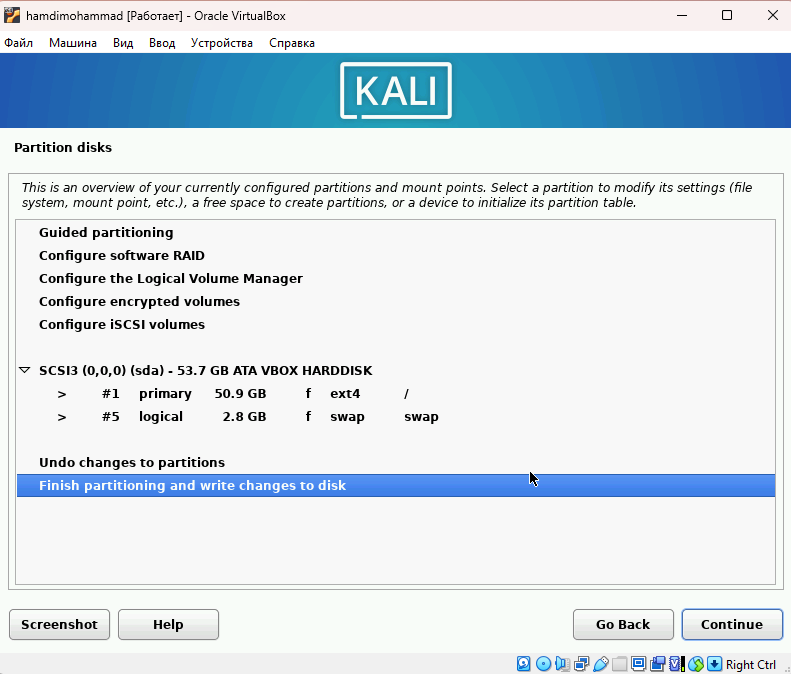 hamdimohammad [Работает] - Oracle VirtualBox
Файл Машина Вид Ввод Устройства Справка
KALI
Partition disks
This is an overview of your currently configured partitions and mount points. Select a partition to modify its settings (file
system, mount point, etc.), a free space to create partitions, or a device to initialize its partition table.
Guided partitioning
Configure software RAID
Configure the Logical Volume Manager
Configure encrypted volumes
Configure iSCSI volumes
SCSI3 (0,0,0) (sda) - 53.7 GB ATA VBOX HARDDISK
> #1 primary 50.9 GB f ext4 /
> #5 logical 2.8 GB f swap swap
Undo changes to partitions
Finish partitioning and write changes to disk
Screenshot Help Go Back Continue
Right Ctrl